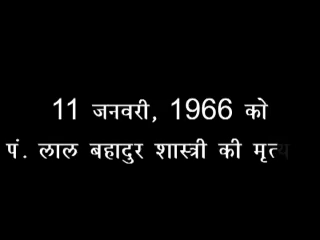 11 जनवरी, 1966 को
पं. लाल बहादुर शास्त्री की